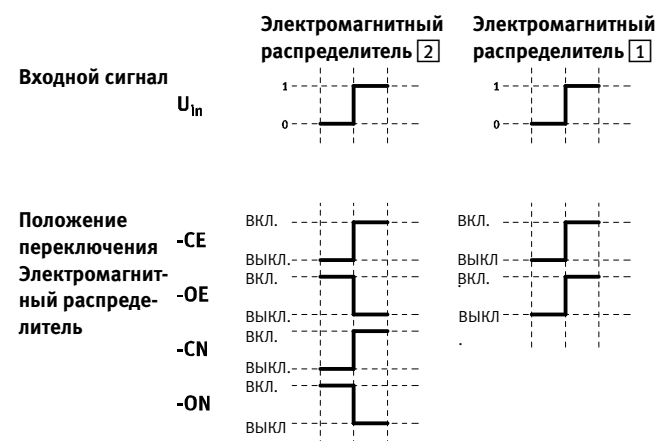 Электромагнитный
распределитель 2
Электромагнитный
распределитель 1
Входной сигнал
Uin
1
0
1
0
Положение
переключения
Электромагнит-
ный распреде-
литель
-CE
ВКЛ.
ВЫКЛ.
ВКЛ.
ВЫКЛ
-OE
ВКЛ.
ВЫКЛ.
ВКЛ.
ВЫКЛ
.
-CN
ВКЛ.
ВЫКЛ.
-ON
ВКЛ.
ВЫКЛ